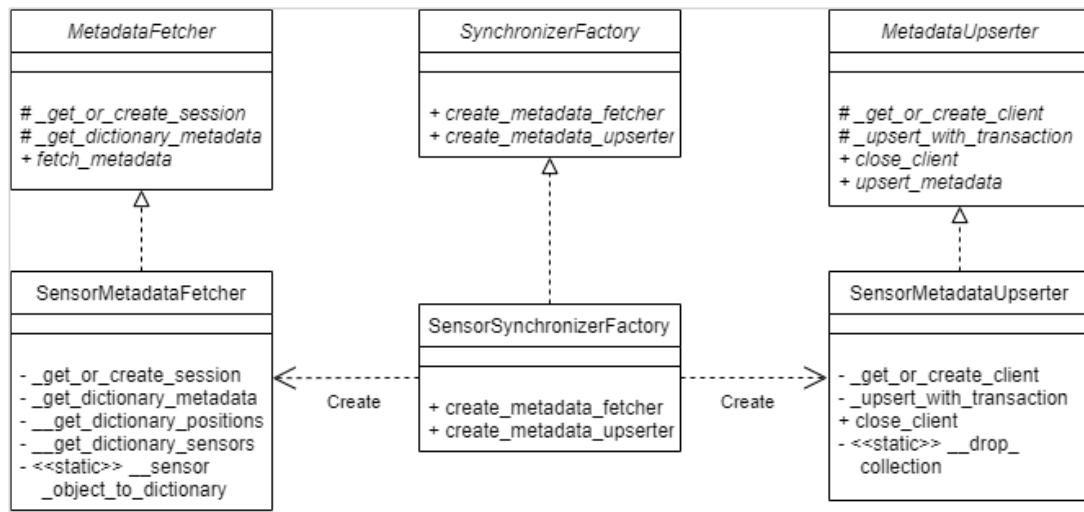 MetadataFetcher
# _get_or_create_session
# _get_dictionary_metadata
+ fetch_metadata
SynchronizerFactory
+ create_metadata_fetcher
+ create_metadata_upserter
MetadataUpserter
# _get_or_create_client
# _upsert_with_transaction
+ close_client
+ upsert_metadata
SensorMetadataFetcher
- _get_or_create_session
- _get_dictionary_metadata
- __get_dictionary_positions
- __get_dictionary_sensors
- <<static>> __sensor
_object_to_dictionary
Create
SensorSynchronizerFactory
+ create_metadata_fetcher
+ create_metadata_upserter
Create
SensorMetadataUpserter
- _get_or_create_client
- _upsert_with_transaction
+ close_client
- <<static>> __drop_
collection